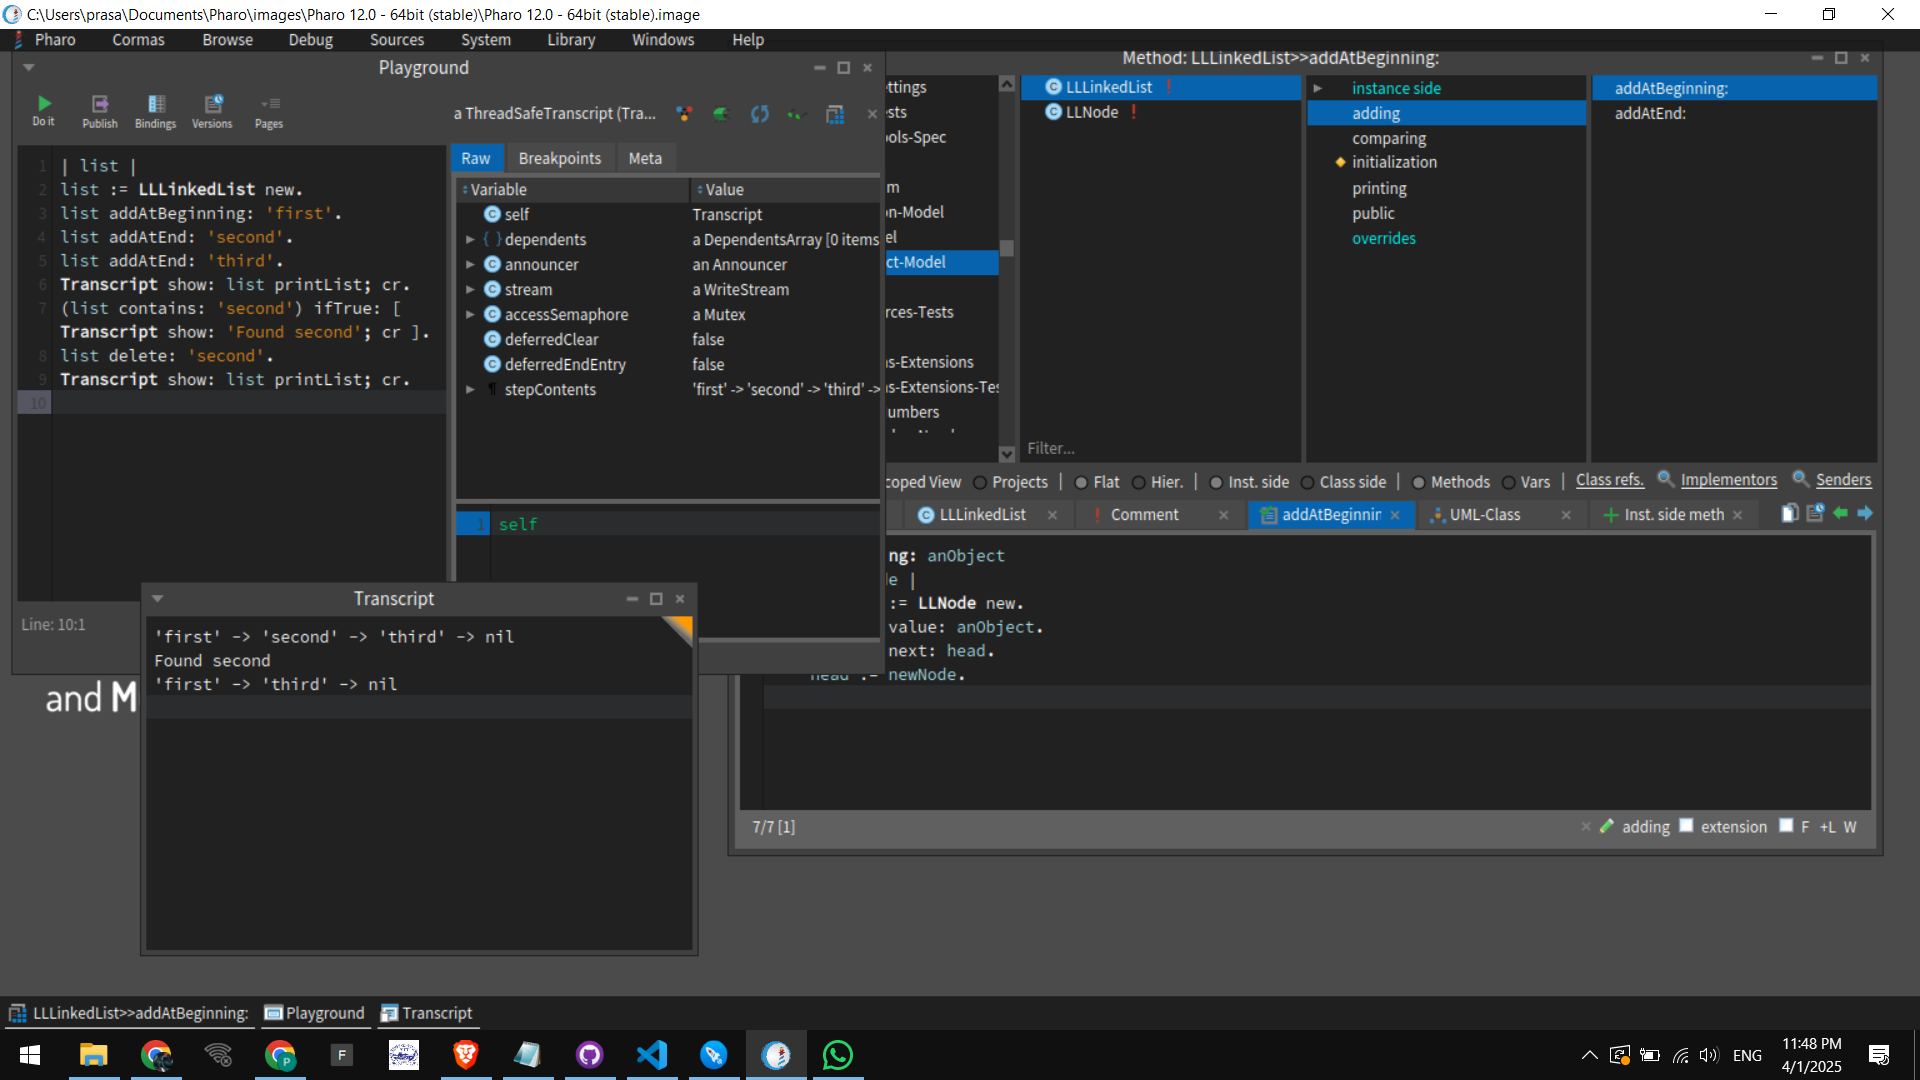 C:\Users\prasa\Documents\Pharo\images\Pharo 12.0 - 64bit (stable)\Pharo 12.0 - 64bit (stable).image
Pharo Cormas Browse Debug Sources System Library Windows Help
Playground
Do it Publish Bindings Versions Pages
1 | list |
2 list := LLLinkedList new.
3 list addAtBeginning: 'first'.
4 list addAtEnd: 'second'.
5 list addAtEnd: 'third'.
6 Transcript show: list printList; cr.
7 (list contains: 'second') ifTrue: [
Transcript show: 'Found second'; cr ].
8 list delete: 'second'.
9 Transcript show: list printList; cr.
10
Line: 10:1
a ThreadSafeTranscript (Tra...
Raw Breakpoints Meta
Variable Value
self Transcript
dependents a DependentsArray [0 items
announcer an Announcer
stream a WriteStream
accessSemaphore a Mutex
deferredClear false
deferredEndEntry false
stepContents 'first' -> 'second' -> 'third' ->
1 self
Transcript
'first' -> 'second' -> 'third' -> nil
Found second
'first' -> 'third' -> nil
and M
Method: LLLinkedList>>addAtBeginning:
ettings
ests
ols-Spec
m
on-Model
el
ct-Model
rces-Tests
ns-Extensions
ns-Extensions-Tes
umbers
LLLinkedList
LLNode
Filter...
instance side
adding
comparing
initialization
printing
public
overrides
addAtBeginning:
addAtEnd:
coped View Projects | Flat Hier. | Inst. side Class side | Methods Vars | Class refs. Implementors Senders
LLLinkedList Comment addAtBeginnin UML-Class Inst. side meth
ng: anObject
de |
:= LLNode new.
value: anObject.
next: head.
head := newNode.
7/7 [1]
adding extension F +L W
LLLinkedList>>addAtBeginning: Playground Transcript
F
P
ENG
11:48 PM
4/1/2025